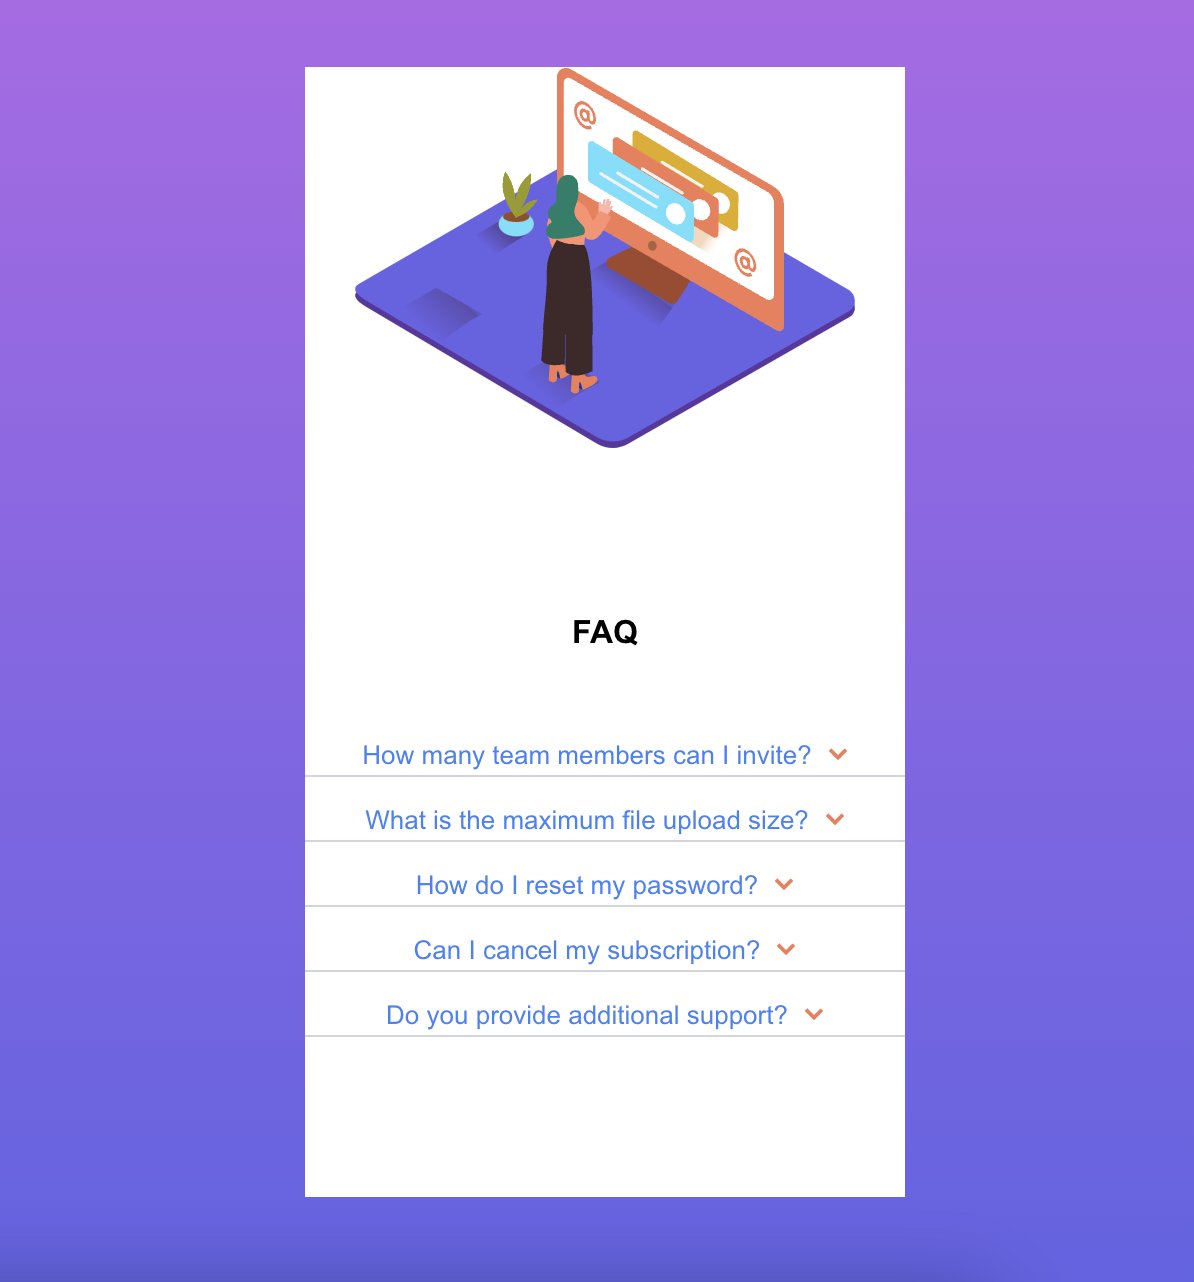 @
@
FAQ
How many team members can I invite?
What is the maximum file upload size?
How do I reset my password?
Can I cancel my subscription?
Do you provide additional support?